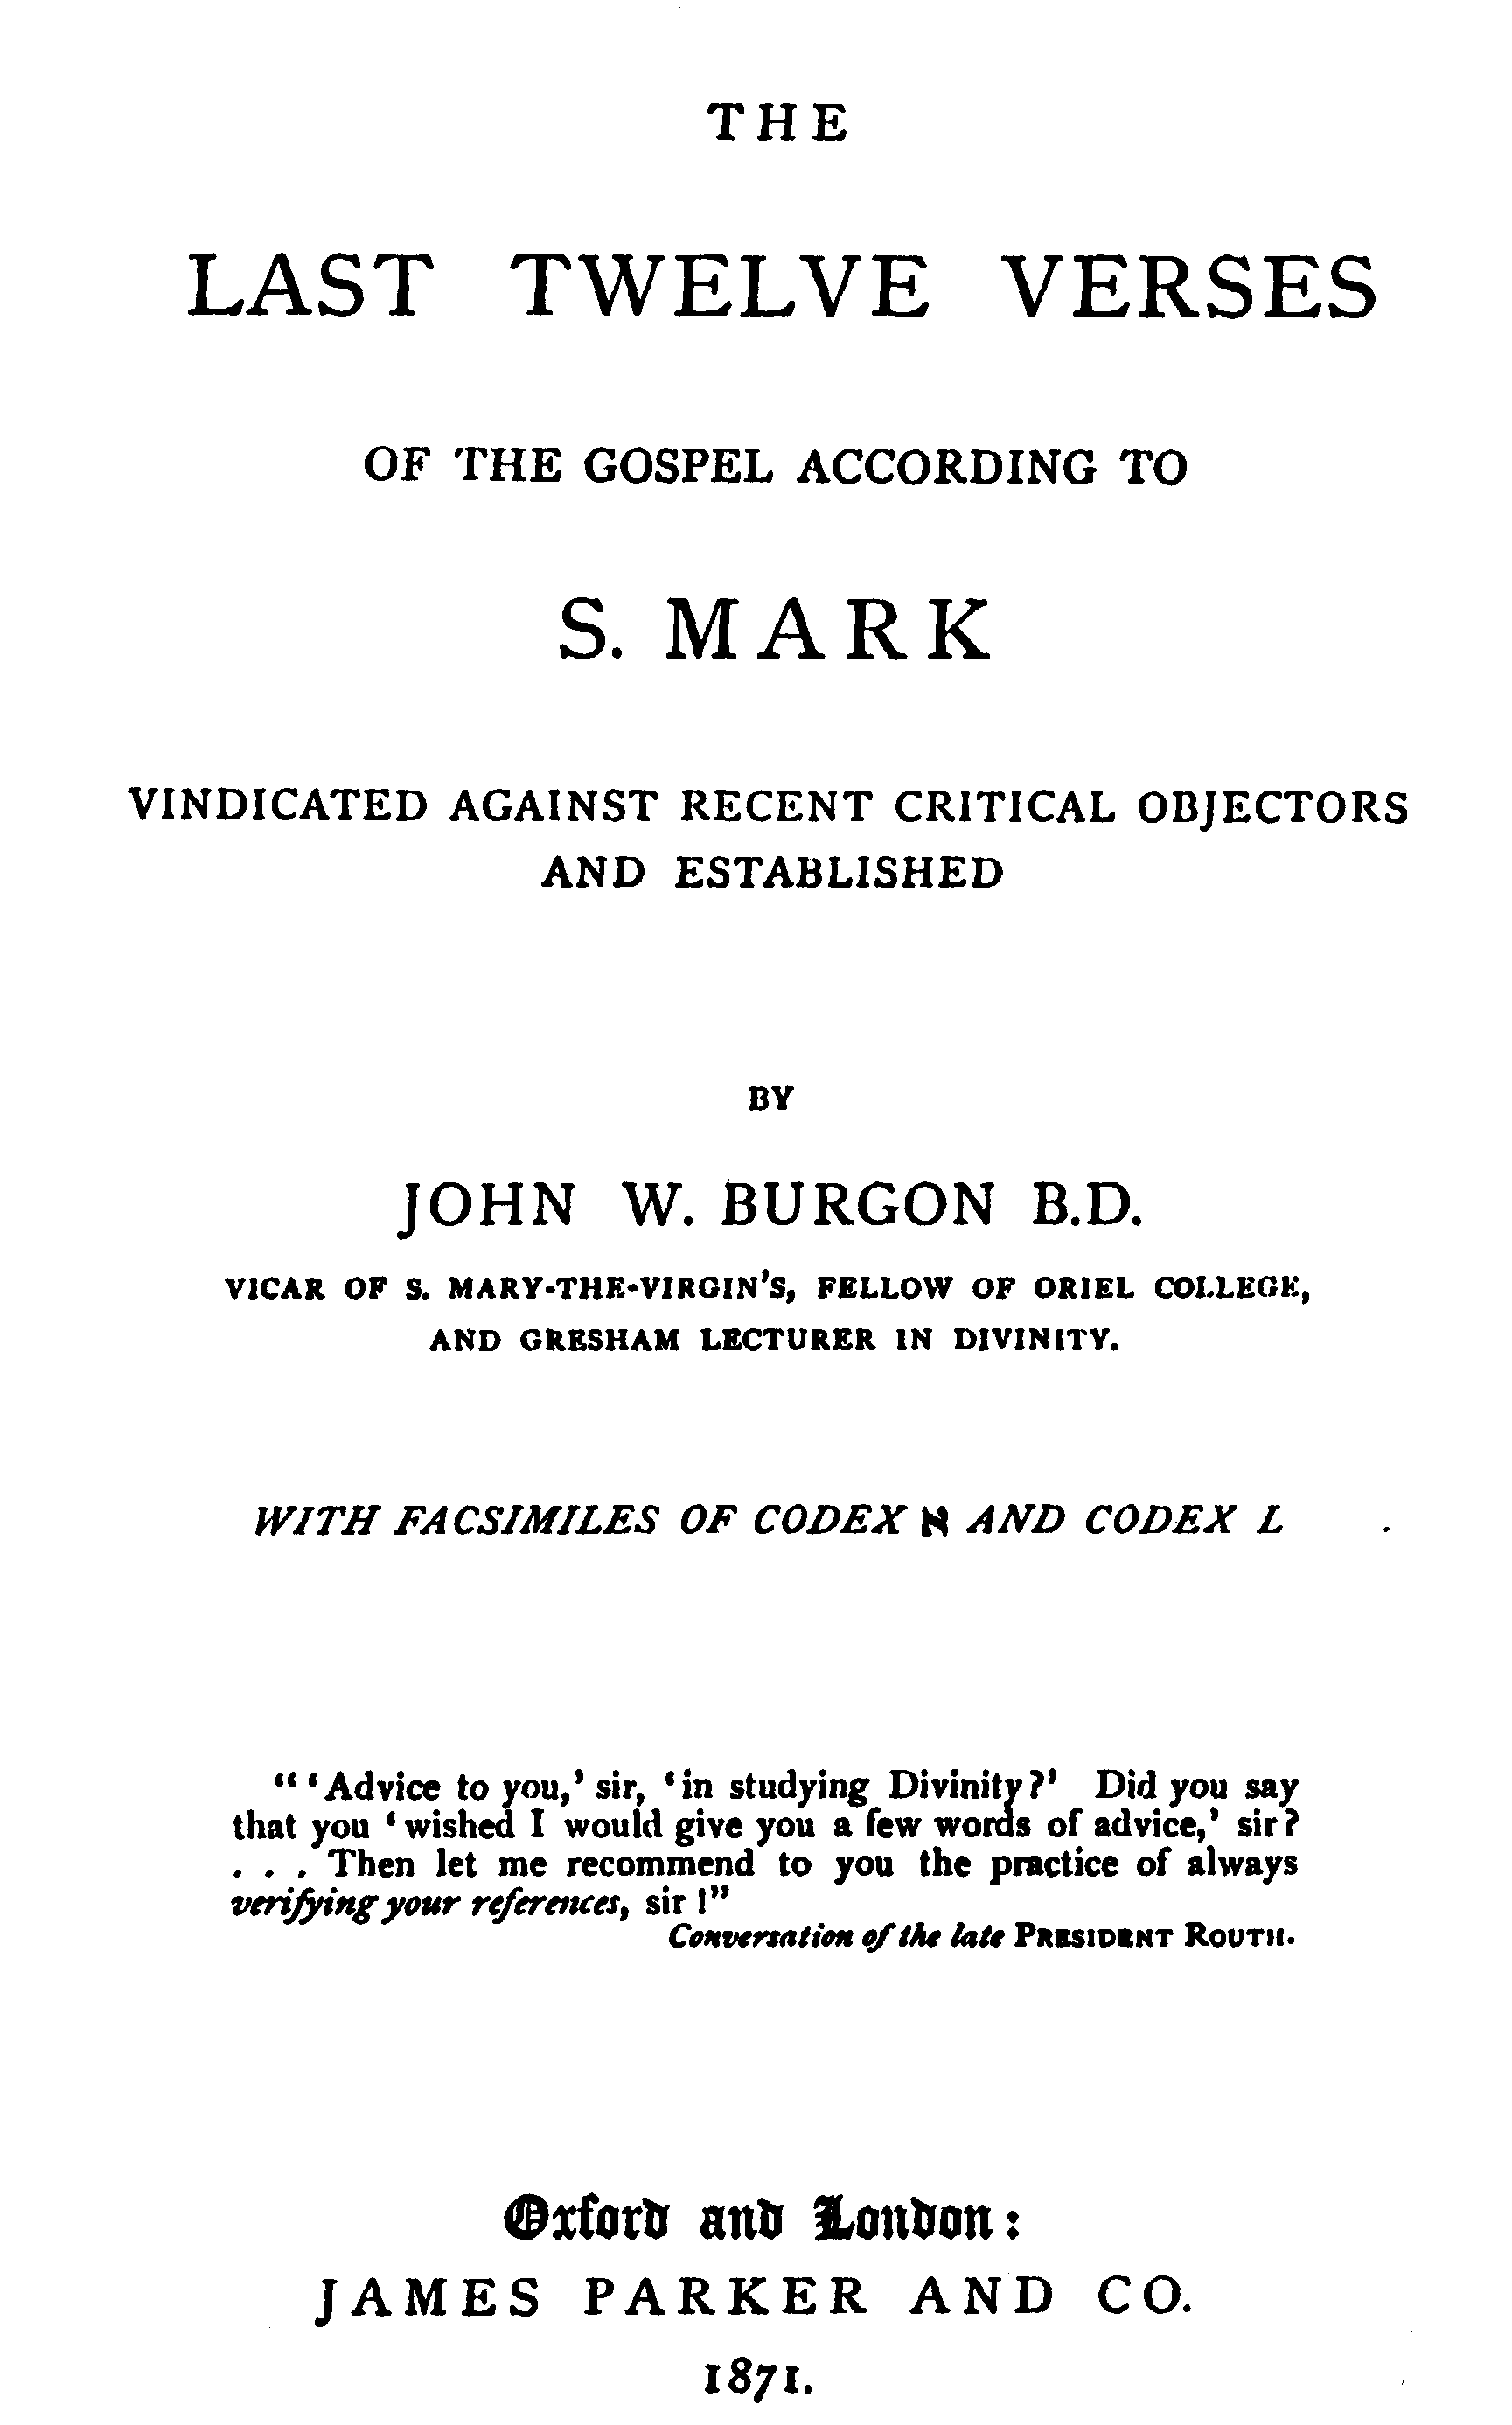 THE
LAST TWELVE VERSES
OF THE GOSPEL ACCORDING TO
S. MARK
VINDICATED AGAINST RECENT CRITICAL OBJECTORS
AND ESTABLISHED
BY
JOHN W. BURGON B.D.
VICAR OF S. MARY-THE-VIRGIN'S, FELLOW OF ORIEL COLLEGE,
AND GRESHAM LECTURER IN DIVINITY.
WITH FACSIMILES OF CODEX א AND CODEX L
“ ‘Advice to you,’ sir, ‘in studying Divinity?’ Did you say
that you ‘wished I would give you a few words of advice,’ sir?
. . . Then let me recommend to you the practice of always
verifying your references, sir!”
Conversation of the late PRESIDENT ROUTH.
Oxford and London:
JAMES PARKER AND CO.
1871.